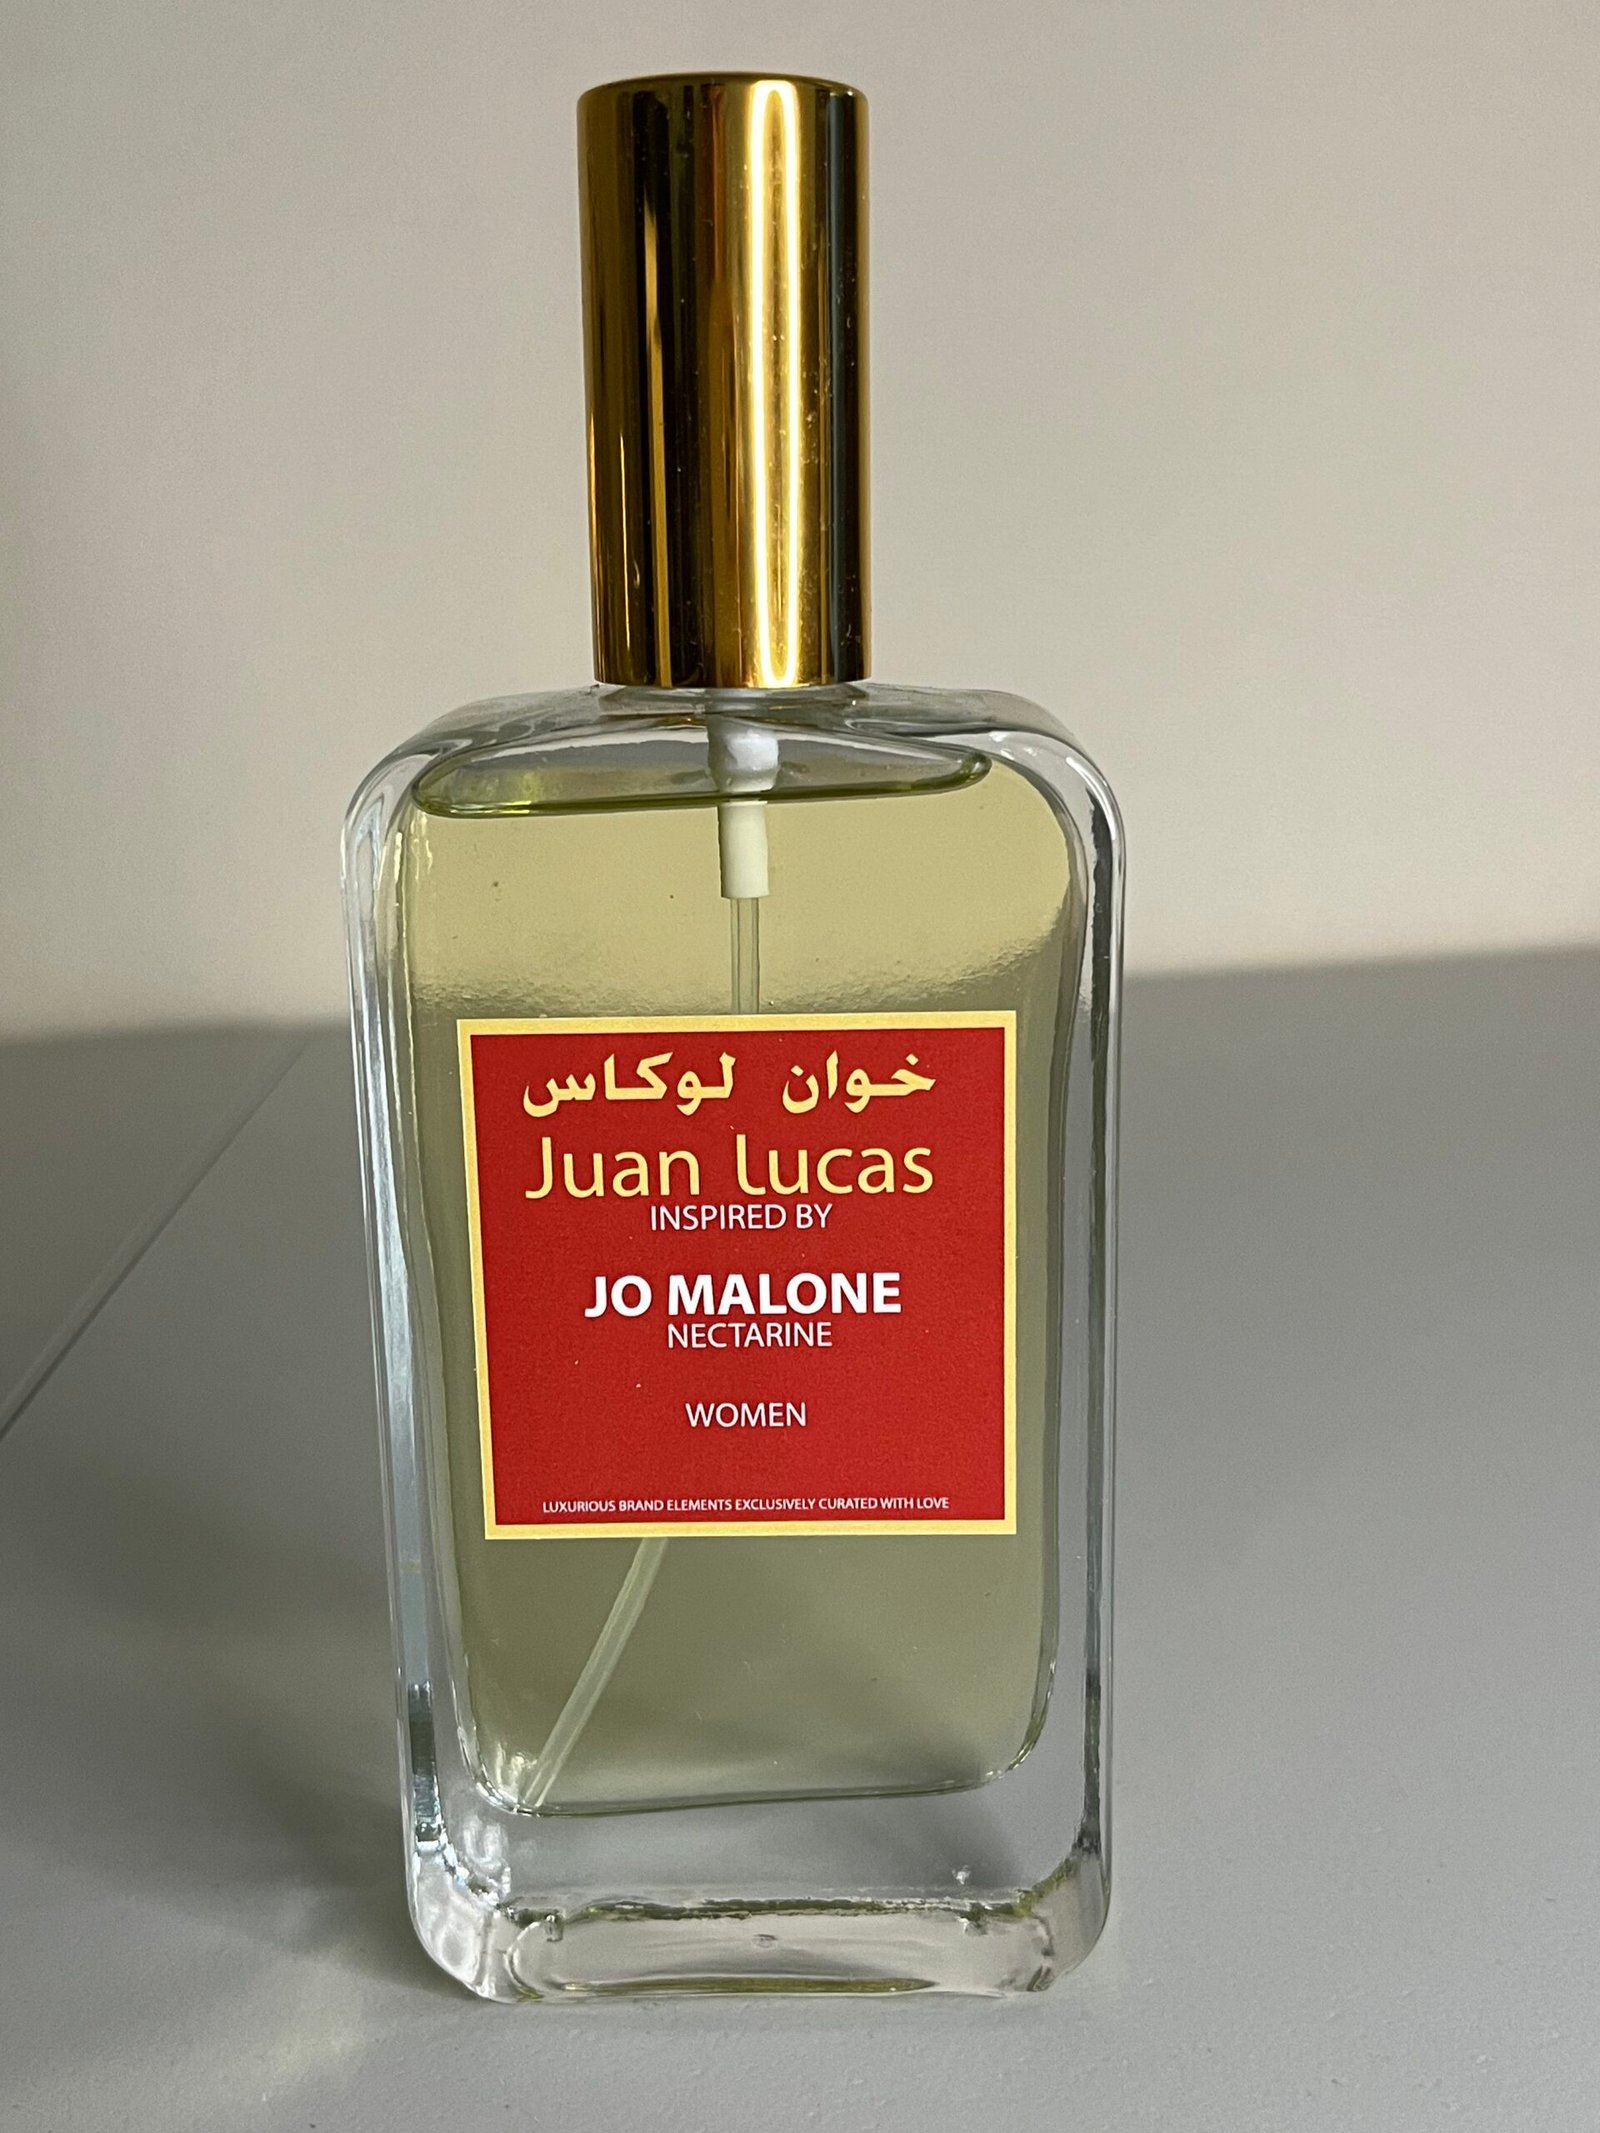 خوان لوكاس
Juan Lucas
INSPIRED BY
JO MALONE
NECTARINE
WOMEN
LUXURIOUS BRAND ELEMENTS EXCLUSIVELY CURATED WITH LOVE